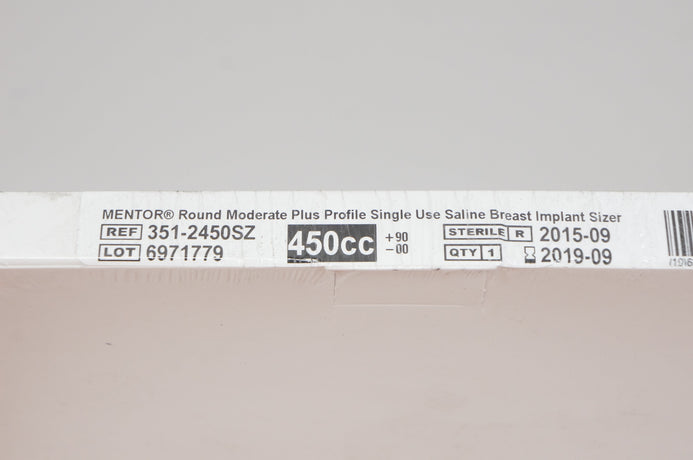 MENTOR® Round Moderate Plus Profile Single Use Saline Breast Implant Sizer
REF 351-2450SZ 450cc +90 -00 STERILE R 2015-09
LOT 6971779 QTY 1 2019-09